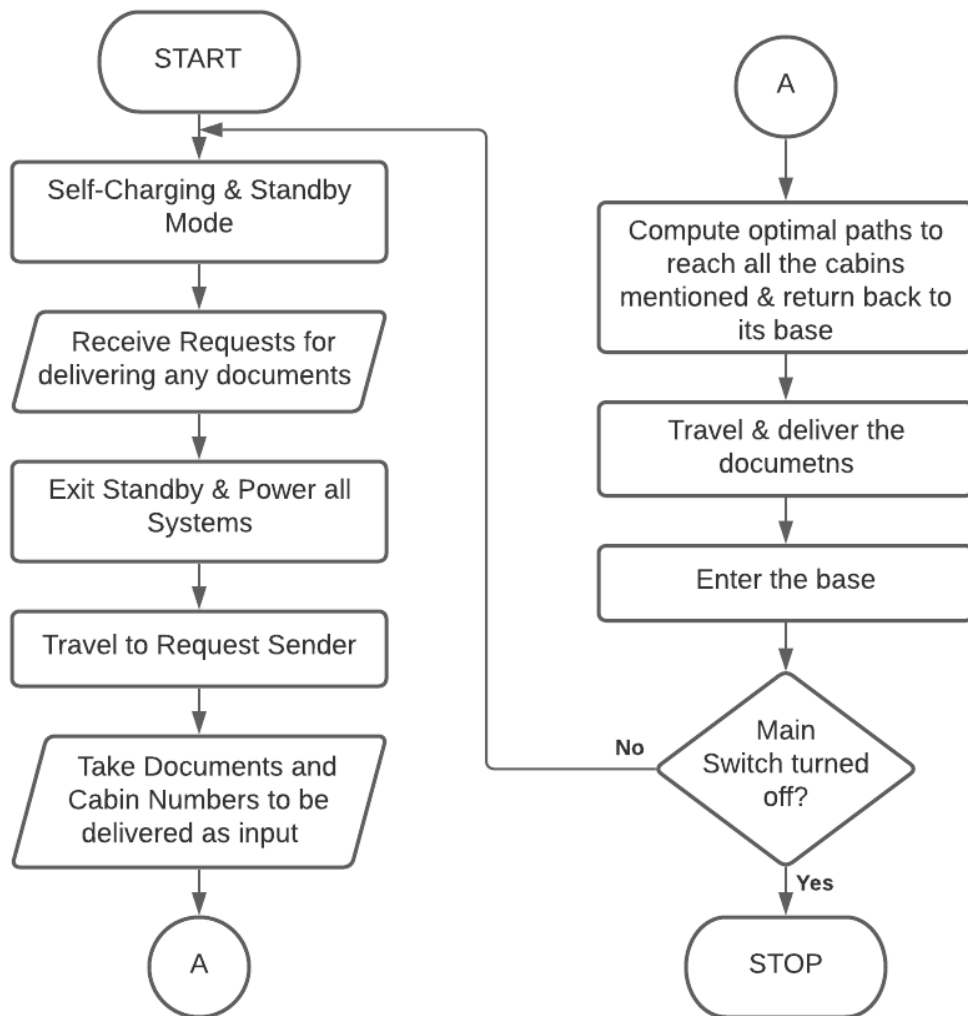 START
Self-Charging & Standby
Mode
Receive Requests for
delivering any documents
Exit Standby & Power all
Systems
Travel to Request Sender
Take Documents and
Cabin Numbers to be
delivered as input
A
A
Compute optimal paths to
reach all the cabins
mentioned & return back to
its base
Travel & deliver the
documetns
Enter the base
Main
Switch turned
off?
No
Yes
STOP